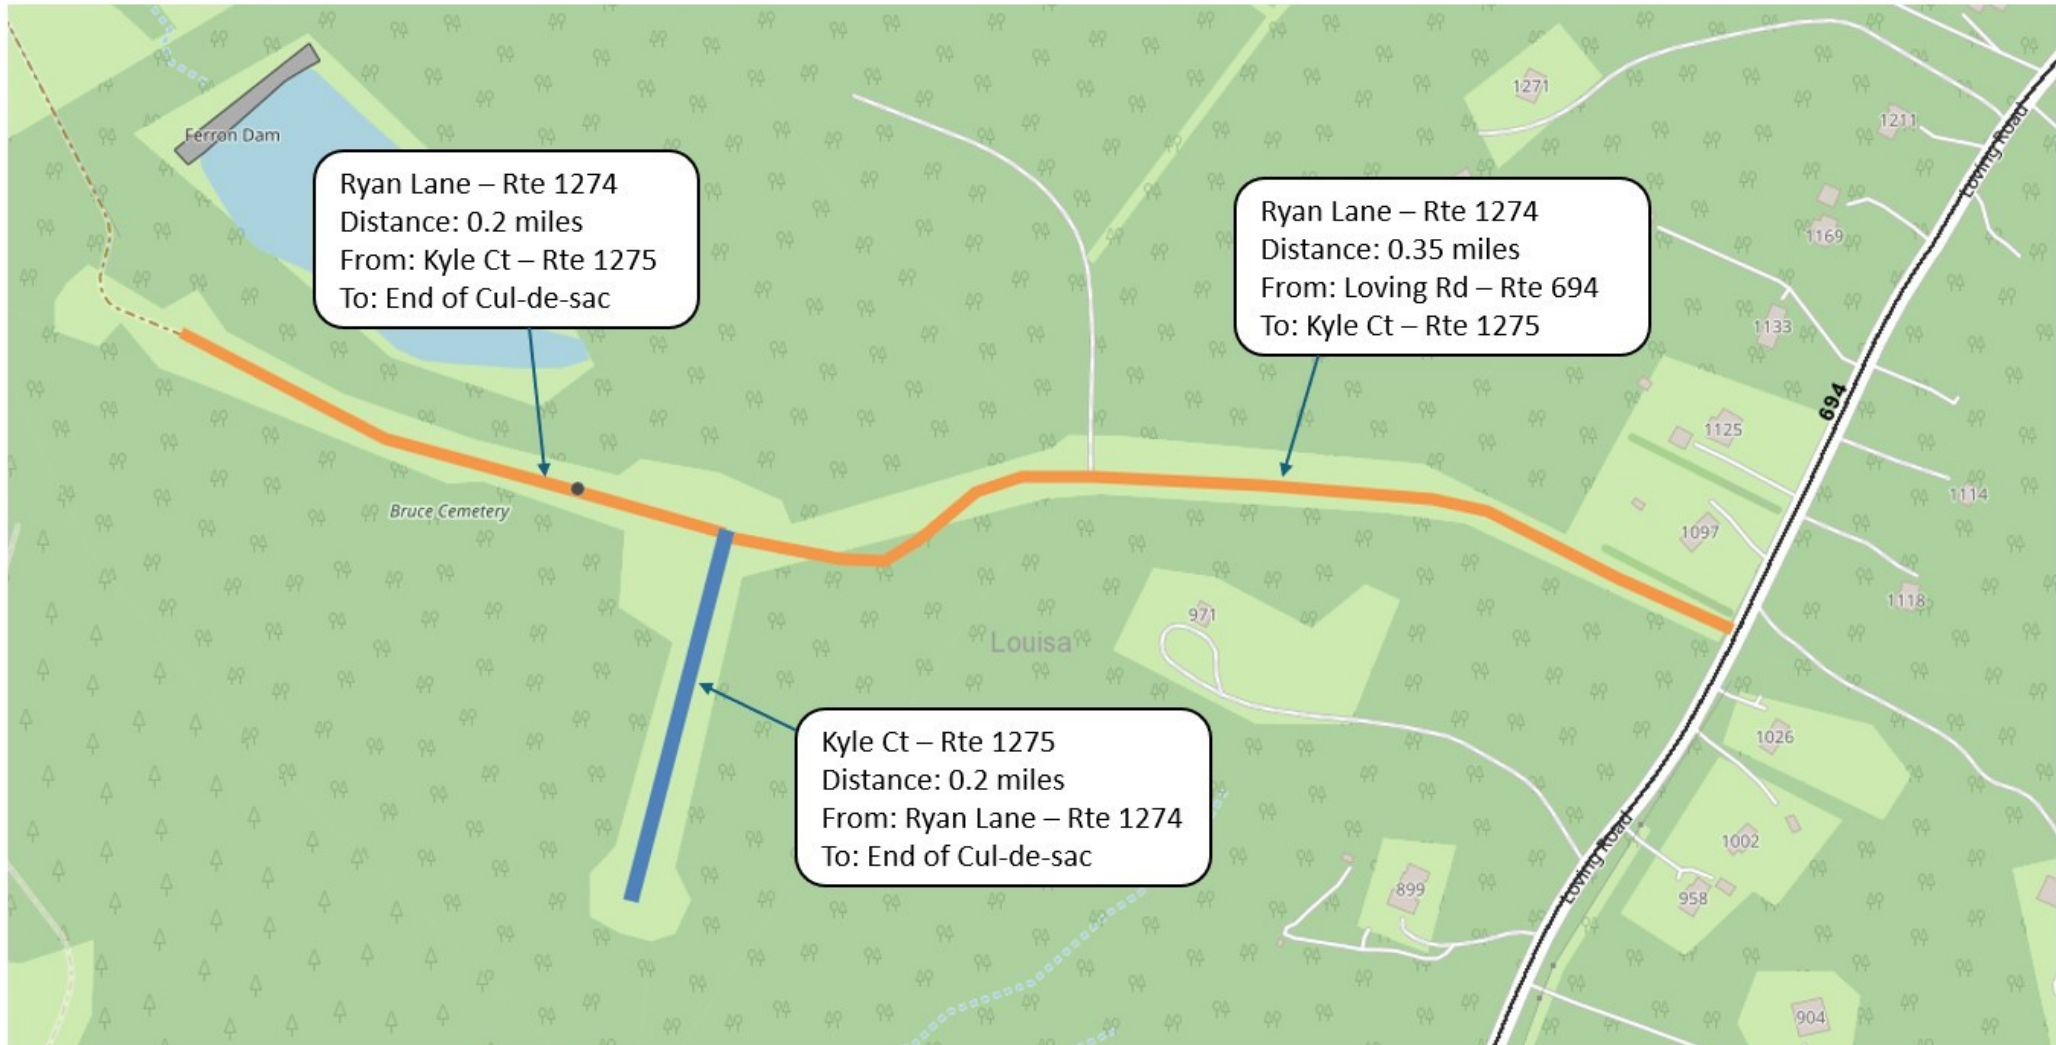 1271
Ferron Dam
1211
Loving Road
Ryan Lane – Rte 1274
Distance: 0.2 miles
From: Kyle Ct – Rte 1275
To: End of Cul-de-sac
Ryan Lane – Rte 1274
Distance: 0.35 miles
From: Loving Rd – Rte 694
To: Kyle Ct – Rte 1275
1169
1133
694
1125
1114
Bruce Cemetery
1097
1118
971
Louisa
Kyle Ct – Rte 1275
Distance: 0.2 miles
From: Ryan Lane – Rte 1274
To: End of Cul-de-sac
1026
1002
Loving Road
899
958
904